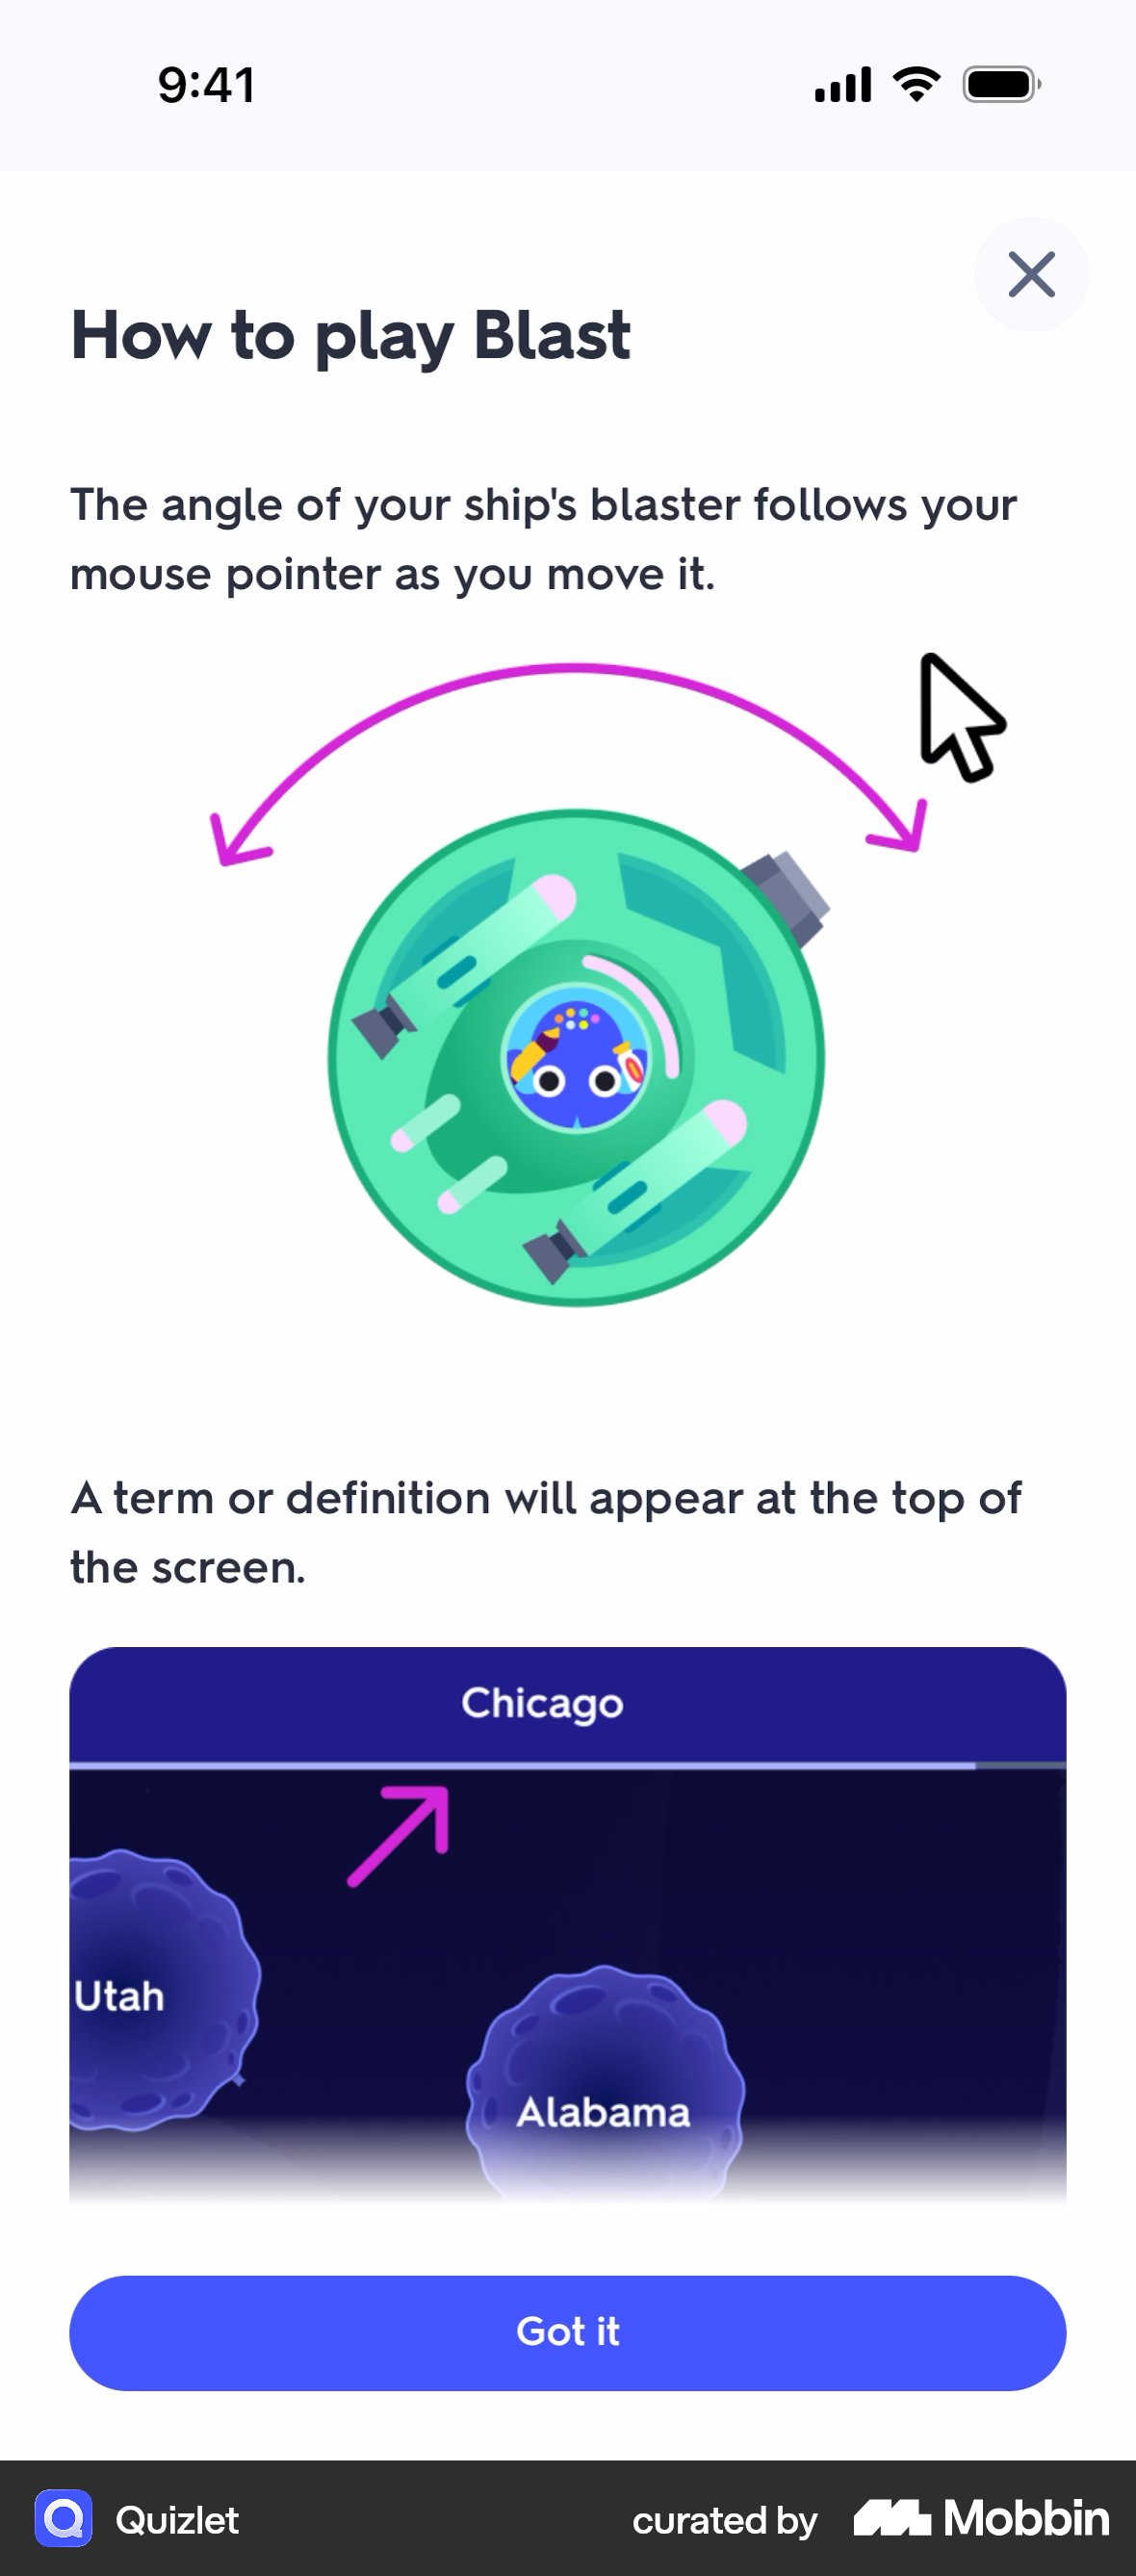 9:41
How to play Blast
The angle of your ship's blaster follows your
mouse pointer as you move it.
A term or definition will appear at the top of
the screen.
Chicago
Utah
Alabama
Got it
Quizlet
curated by Mobbin